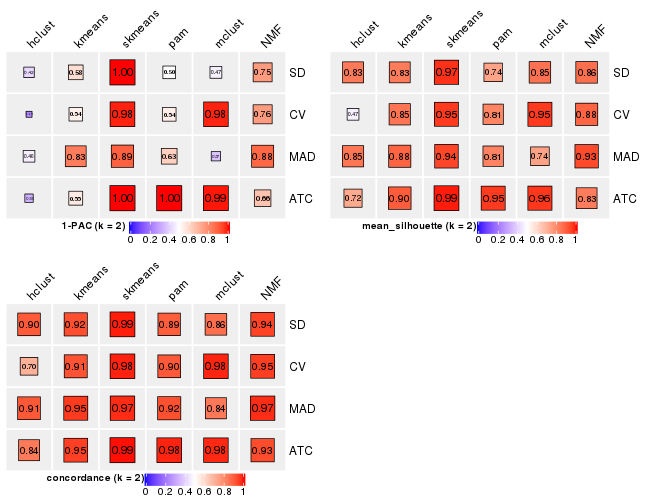 hclust kmeans skmeans pam mclust NMF
0.58 1.00 0.50 0.47 0.75 SD
0.54 0.98 0.54 0.98 0.76 CV
0.83 0.89 0.63 0.88 MAD
0.55 1.00 1.00 0.99 0.66 ATC
1-PAC (k = 2)
0 0.2 0.4 0.6 0.8 1
hclust kmeans skmeans pam mclust NMF
0.83 0.83 0.97 0.74 0.85 0.86 SD
0.47 0.85 0.95 0.81 0.95 0.88 CV
0.85 0.88 0.94 0.81 0.74 0.93 MAD
0.72 0.90 0.99 0.95 0.96 0.83 ATC
mean_silhouette (k = 2)
0 0.2 0.4 0.6 0.8 1
hclust kmeans skmeans pam mclust NMF
0.90 0.92 0.99 0.89 0.86 0.94 SD
0.70 0.91 0.98 0.90 0.98 0.95 CV
0.91 0.95 0.97 0.92 0.84 0.97 MAD
0.84 0.95 0.99 0.98 0.98 0.93 ATC
concordance (k = 2)
0 0.2 0.4 0.6 0.8 1